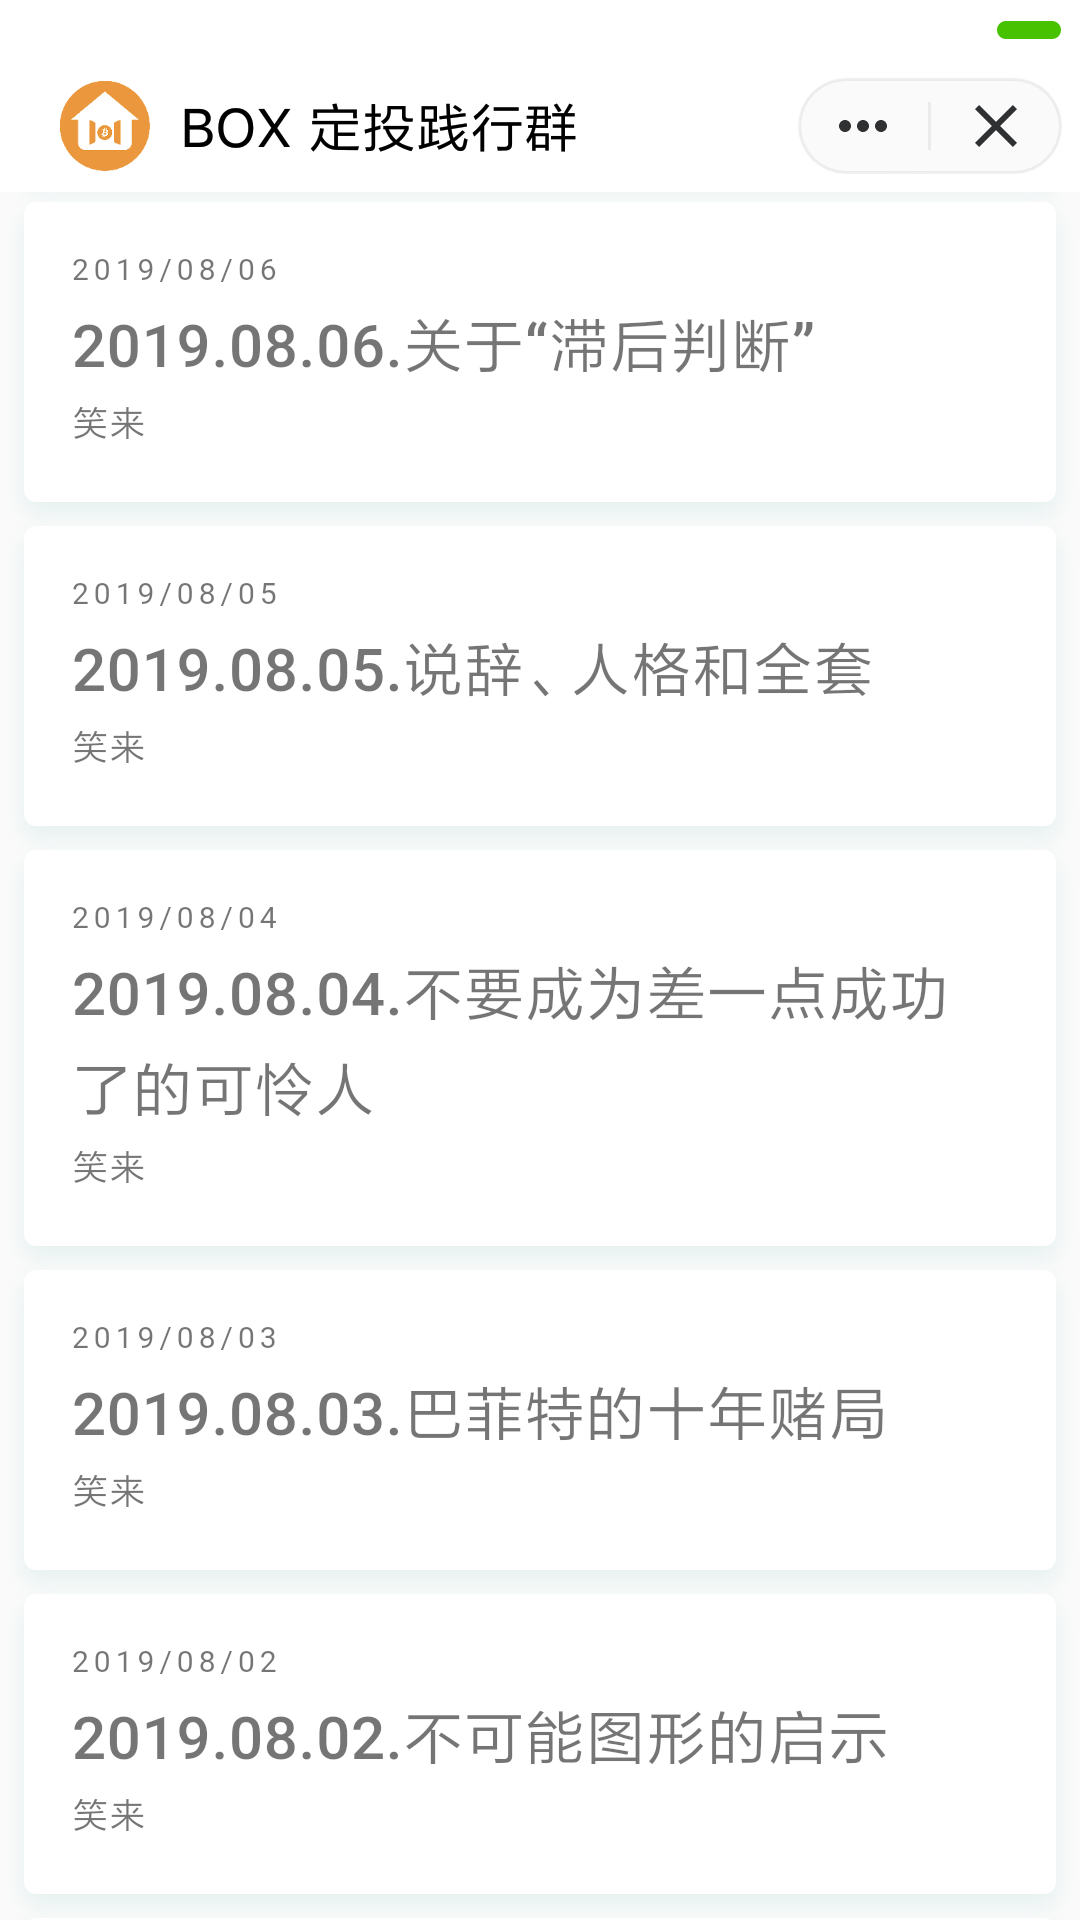 BOX 定投践行群
2019/08/06
2019.08.06.关于“滞后判断”
笑来
2019/08/05
2019.08.05.说辞、人格和全套
笑来
2019/08/04
2019.08.04.不要成为差一点成功
了的可怜人
笑来
2019/08/03
2019.08.03.巴菲特的十年赌局
笑来
2019/08/02
2019.08.02.不可能图形的启示
笑来